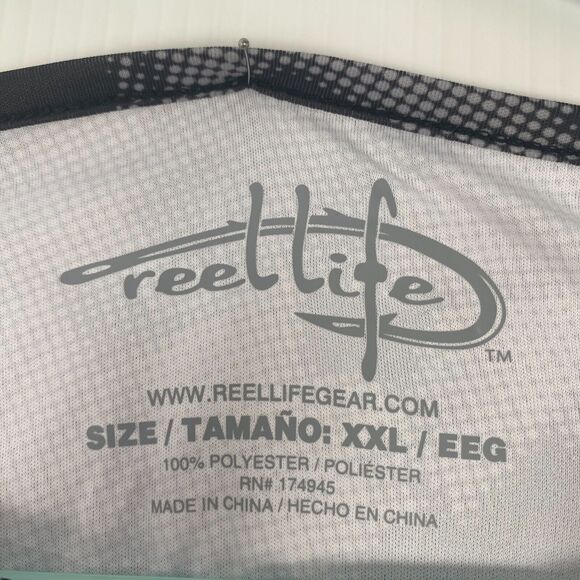 reel life
TM
WWW.REELLIFEGEAR.COM
SIZE / TAMAÑO: XXL / EEG
100% POLYESTER / POLIÉSTER
RN# 174945
MADE IN CHINA / HECHO EN CHINA